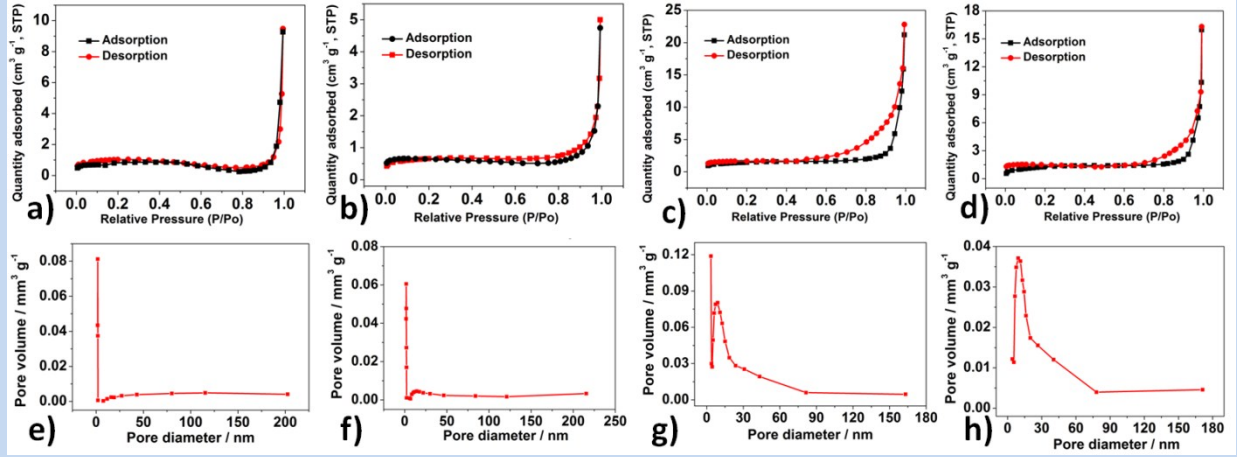 Quantity adsorbed (cm³ g⁻¹, STP)
10
8
6
4
2
0
Adsorption
Desorption
0.0 0.2 0.4 0.6 0.8 1.0
Relative Pressure (P/Po)
a)
Quantity adsorbed (cm³ g⁻¹, STP)
5
4
3
2
1
0
Adsorption
Desorption
0.0 0.2 0.4 0.6 0.8 1.0
Relative Pressure (P/Po)
b)
Quantity adsorbed (cm³ g⁻¹, STP)
25
20
15
10
5
0
Adsorption
Desorption
0.0 0.2 0.4 0.6 0.8 1.0
Relative Pressure (P/Po)
c)
Quantity adsorbed (cm³ g⁻¹, STP)
18
15
12
9
6
3
0
Adsorption
Desorption
0.0 0.2 0.4 0.6 0.8 1.0
Relative Pressure (P/Po)
d)
Pore volume / mm³ g⁻¹
0.08
0.06
0.04
0.02
0.00
0 50 100 150 200
Pore diameter / nm
e)
Pore volume / mm³ g⁻¹
0.08
0.06
0.04
0.02
0.00
0 50 100 150 200 250
Pore diameter / nm
f)
Pore volume / mm³ g⁻¹
0.12
0.09
0.06
0.03
0.00
0 30 60 90 120 150 180
Pore diameter / nm
g)
Pore volume / mm³ g⁻¹
0.04
0.03
0.02
0.01
0.00
0 30 60 90 120 150 180
Pore diameter / nm
h)